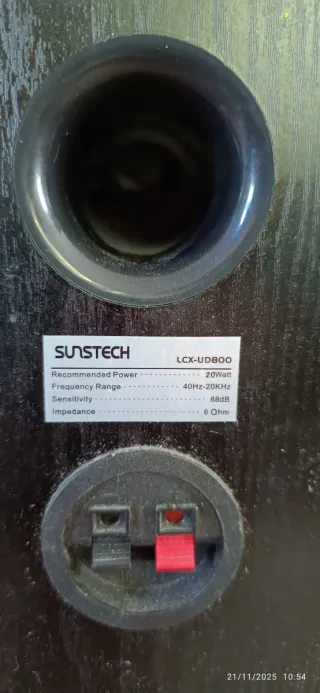 SUNSTECH LCX-UD800
Recommended Power 20Watt
Frequency Range 40Hz-20KHz
Sensitivity 88dB
Impedance 6 Ohm
21/11/2025 10:54